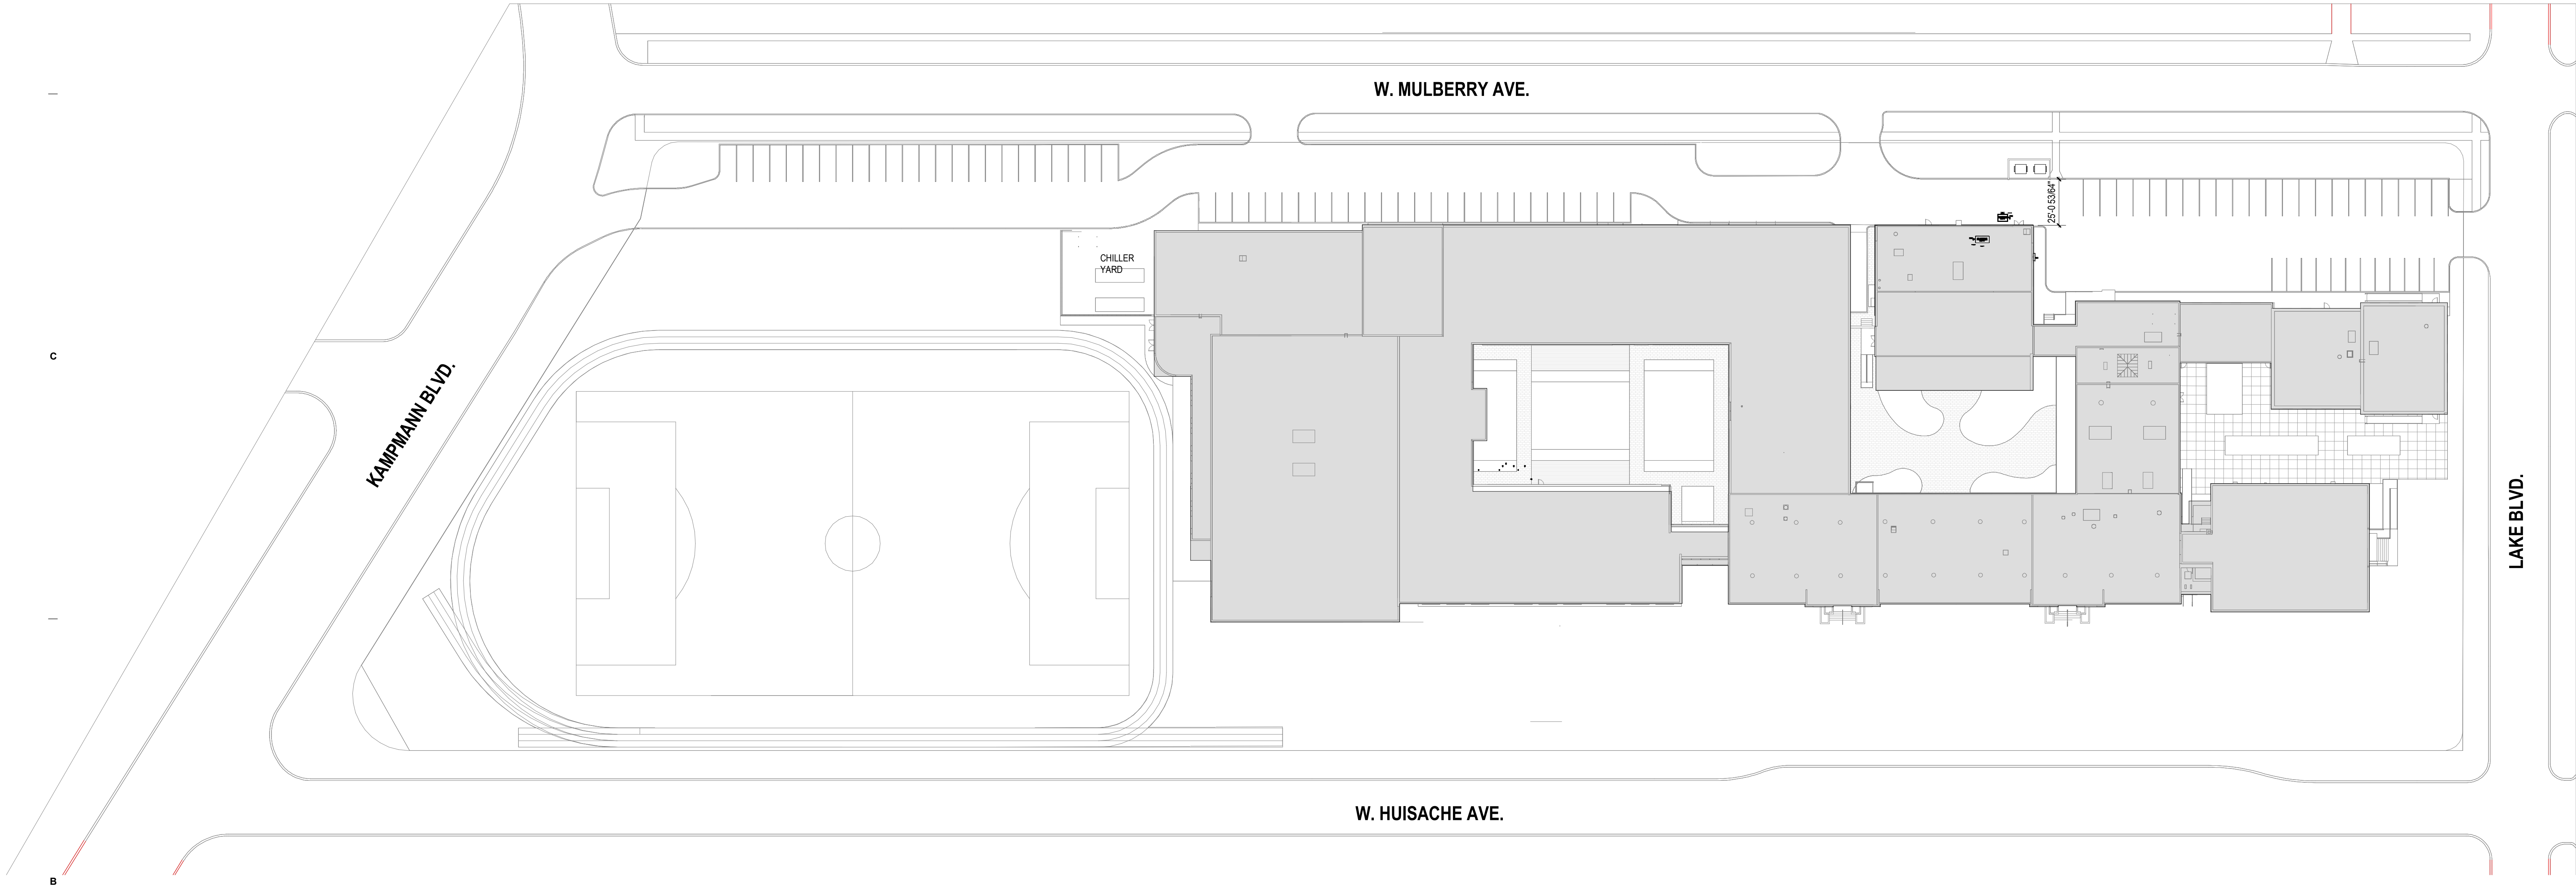 W. MULBERRY AVE.
25'-0 53/64"
CHILLER
YARD
C
KAMPMANN BLVD.
LAKE BLVD.
W. HUISACHE AVE.
B